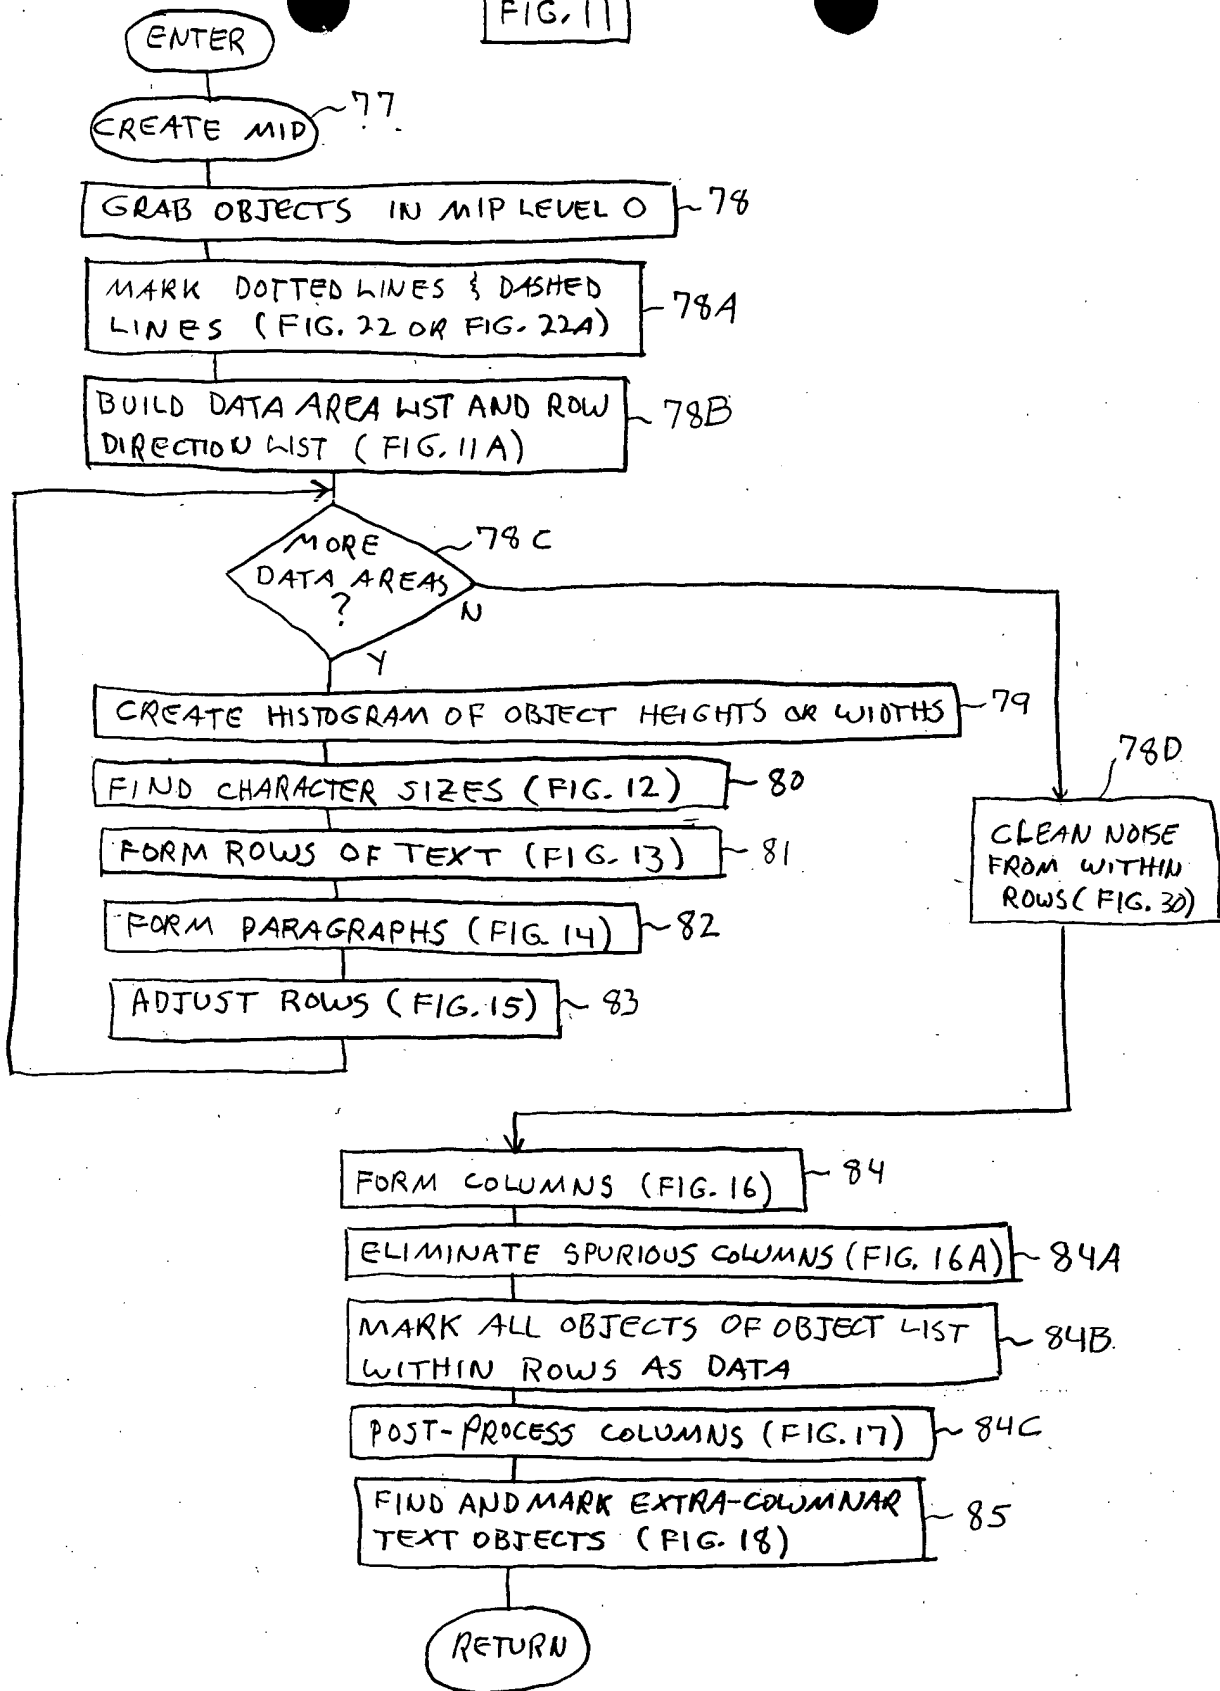 FIG. 11
ENTER
CREATE MIP
77
GRAB OBJECTS IN MIP LEVEL 0
78
MARK DOTTED LINES & DASHED
LINES (FIG. 22 OR FIG. 22A)
78A
BUILD DATA AREA LIST AND ROW
DIRECTION LIST (FIG. 11A)
78B
MORE
DATA AREAS
?
78C
N
Y
CREATE HISTOGRAM OF OBJECT HEIGHTS OR WIDTHS
79
FIND CHARACTER SIZES (FIG. 12)
80
FORM ROWS OF TEXT (FIG. 13)
81
FORM PARAGRAPHS (FIG. 14)
82
ADJUST ROWS (FIG. 15)
83
78D
CLEAN NOISE
FROM WITHIN
ROWS (FIG. 30)
FORM COLUMNS (FIG. 16)
84
ELIMINATE SPURIOUS COLUMNS (FIG. 16A)
84A
MARK ALL OBJECTS OF OBJECT LIST
WITHIN ROWS AS DATA
84B
POST-PROCESS COLUMNS (FIG. 17)
84C
FIND AND MARK EXTRA-COLUMNAR
TEXT OBJECTS (FIG. 18)
85
RETURN